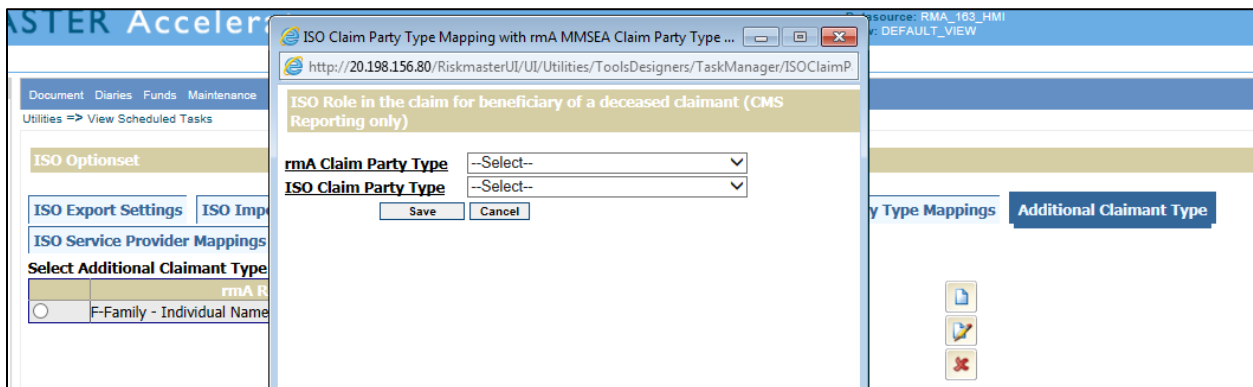 ASTER Acceler
asource: RMA_163_HMI
DEFAULT_VIEW
ISO Claim Party Type Mapping with rmA MMSEA Claim Party Type ...
http://20.198.156.80/RiskmasterUI/UI/Utilities/ToolsDesigners/TaskManager/ISOClaimP
Document Diaries Funds Maintenance
Utilities => View Scheduled Tasks
ISO Role in the claim for beneficiary of a deceased claimant (CMS
Reporting only)
ISO Optionset
rmA Claim Party Type --Select--
ISO Claim Party Type --Select--
Save Cancel
ISO Export Settings ISO Impo y Type Mappings Additional Claimant Type
ISO Service Provider Mappings
Select Additional Claimant Type
rmA R
F-Family - Individual Name